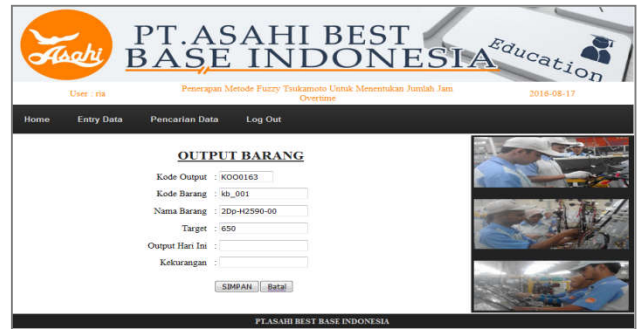 Asahi
PT.ASAHI BEST
BASE INDONESIA
Education
User : ria
Penerapan Metode Fuzzy Tsukamoto Untuk Menentukan Jumlah Jam
Overtime
2016-08-17
Home Entry Data Pencarian Data Log Out
OUTPUT BARANG
Kode Output : KOO0163
Kode Barang : kb_001
Nama Barang : 2Dp-H2590-00
Target : 650
Output Hari Ini :
Kekurangan :
SIMPAN Batal
PT.ASAHI BEST BASE INDONESIA